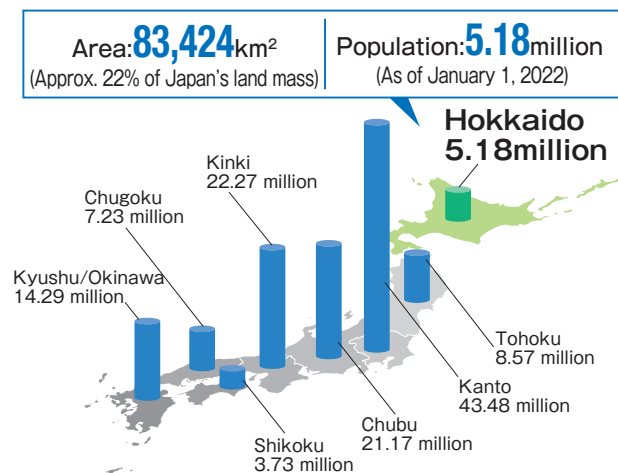 Area:83,424km²
(Approx. 22% of Japan's land mass)
Population:5.18million
(As of January 1, 2022)
Hokkaido
5.18million
Kinki
22.27 million
Chugoku
7.23 million
Kyushu/Okinawa
14.29 million
Tohoku
8.57 million
Kanto
43.48 million
Chubu
21.17 million
Shikoku
3.73 million